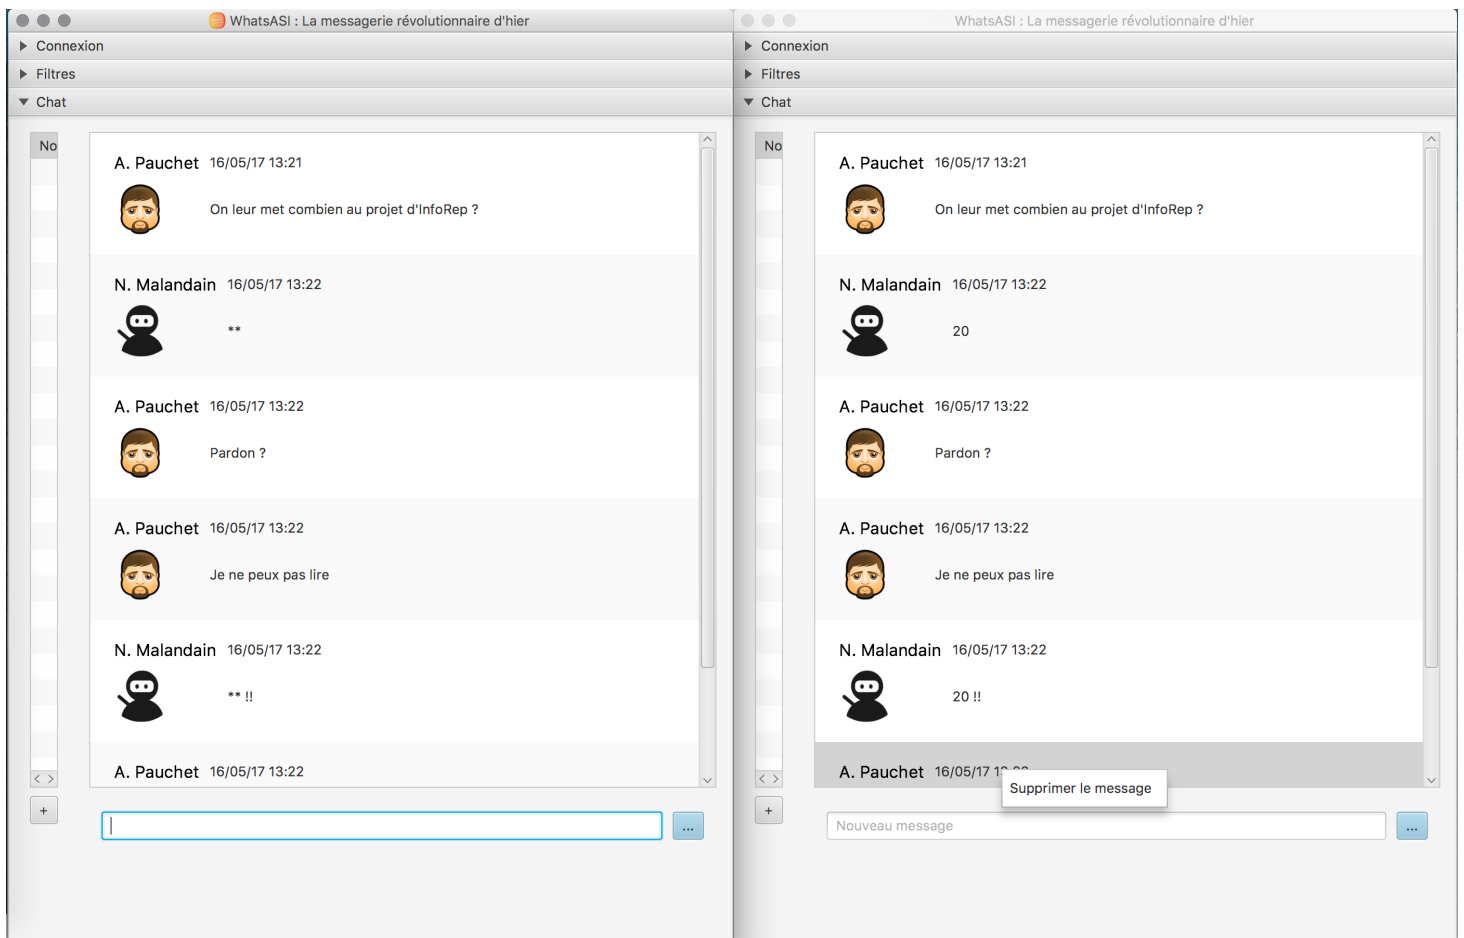 WhatsASI : La messagerie révolutionnaire d'hier
Connexion
Filtres
Chat
No
A. Pauchet 16/05/17 13:21
On leur met combien au projet d'InfoRep ?
N. Malandain 16/05/17 13:22
**
A. Pauchet 16/05/17 13:22
Pardon ?
A. Pauchet 16/05/17 13:22
Je ne peux pas lire
N. Malandain 16/05/17 13:22
** !!
A. Pauchet 16/05/17 13:22
+
...
WhatsASI : La messagerie révolutionnaire d'hier
Connexion
Filtres
Chat
No
A. Pauchet 16/05/17 13:21
On leur met combien au projet d'InfoRep ?
N. Malandain 16/05/17 13:22
20
A. Pauchet 16/05/17 13:22
Pardon ?
A. Pauchet 16/05/17 13:22
Je ne peux pas lire
N. Malandain 16/05/17 13:22
20 !!
A. Pauchet 16/05/17
Supprimer le message
+
Nouveau message
...